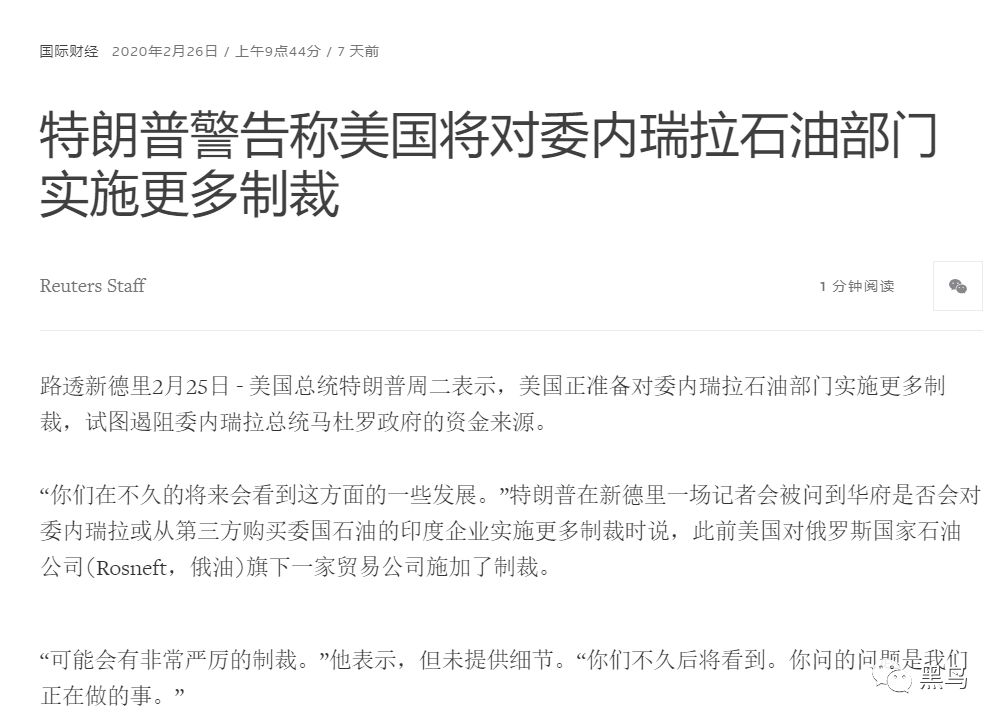 国际财经 2020年2月26日 / 上午9点44分 / 7 天前
特朗普警告称美国将对委内瑞拉石油部门
实施更多制裁
Reuters Staff
1 分钟阅读
路透新德里2月25日 - 美国总统特朗普周二表示，美国正准备对委内瑞拉石油部门实施更多制
裁，试图遏阻委内瑞拉总统马杜罗政府的资金来源。
“你们在不久的将来会看到这方面的一些发展。”特朗普在新德里一场记者会被问到华府是否会对
委内瑞拉或从第三方购买委国石油的印度企业实施更多制裁时说，此前美国对俄罗斯国家石油
公司(Rosneft，俄油)旗下一家贸易公司施加了制裁。
“可能会有非常严厉的制裁。”他表示，但未提供细节。“你们不久后将看到。你问的问题是我们
正在做的事。”
黑鸟